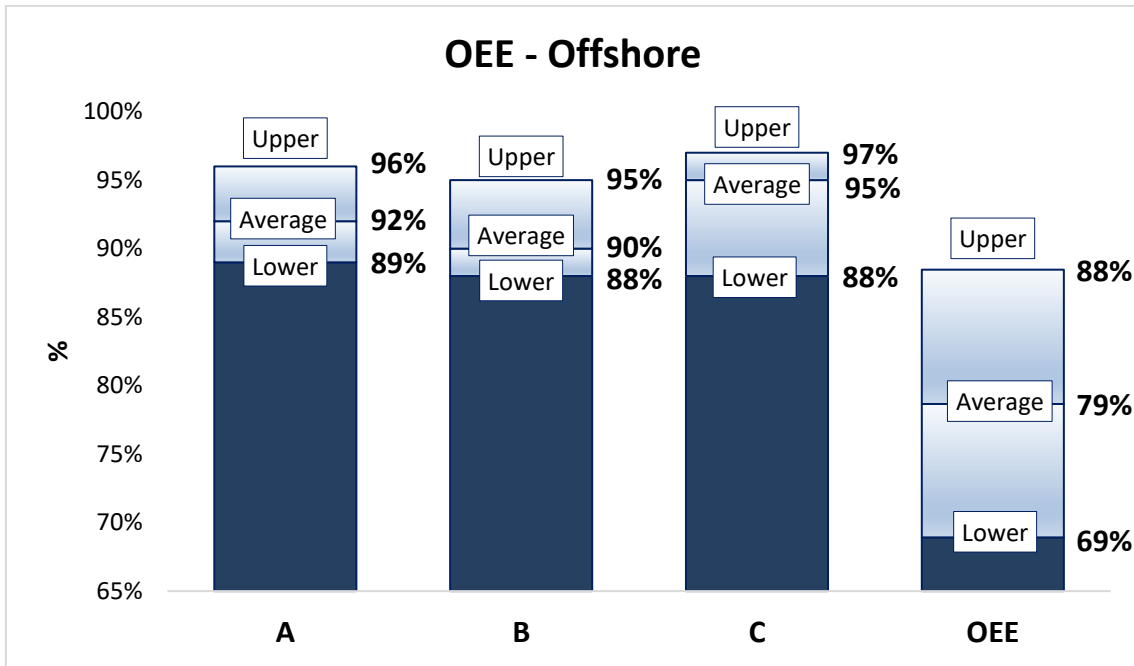 OEE - Offshore
%
100%
95%
90%
85%
80%
75%
70%
65%
Upper
96%
Average
92%
Lower
89%
Upper
95%
Average
90%
Lower
88%
Upper
97%
Average
95%
Lower
88%
Upper
88%
Average
79%
Lower
69%
A
B
C
OEE